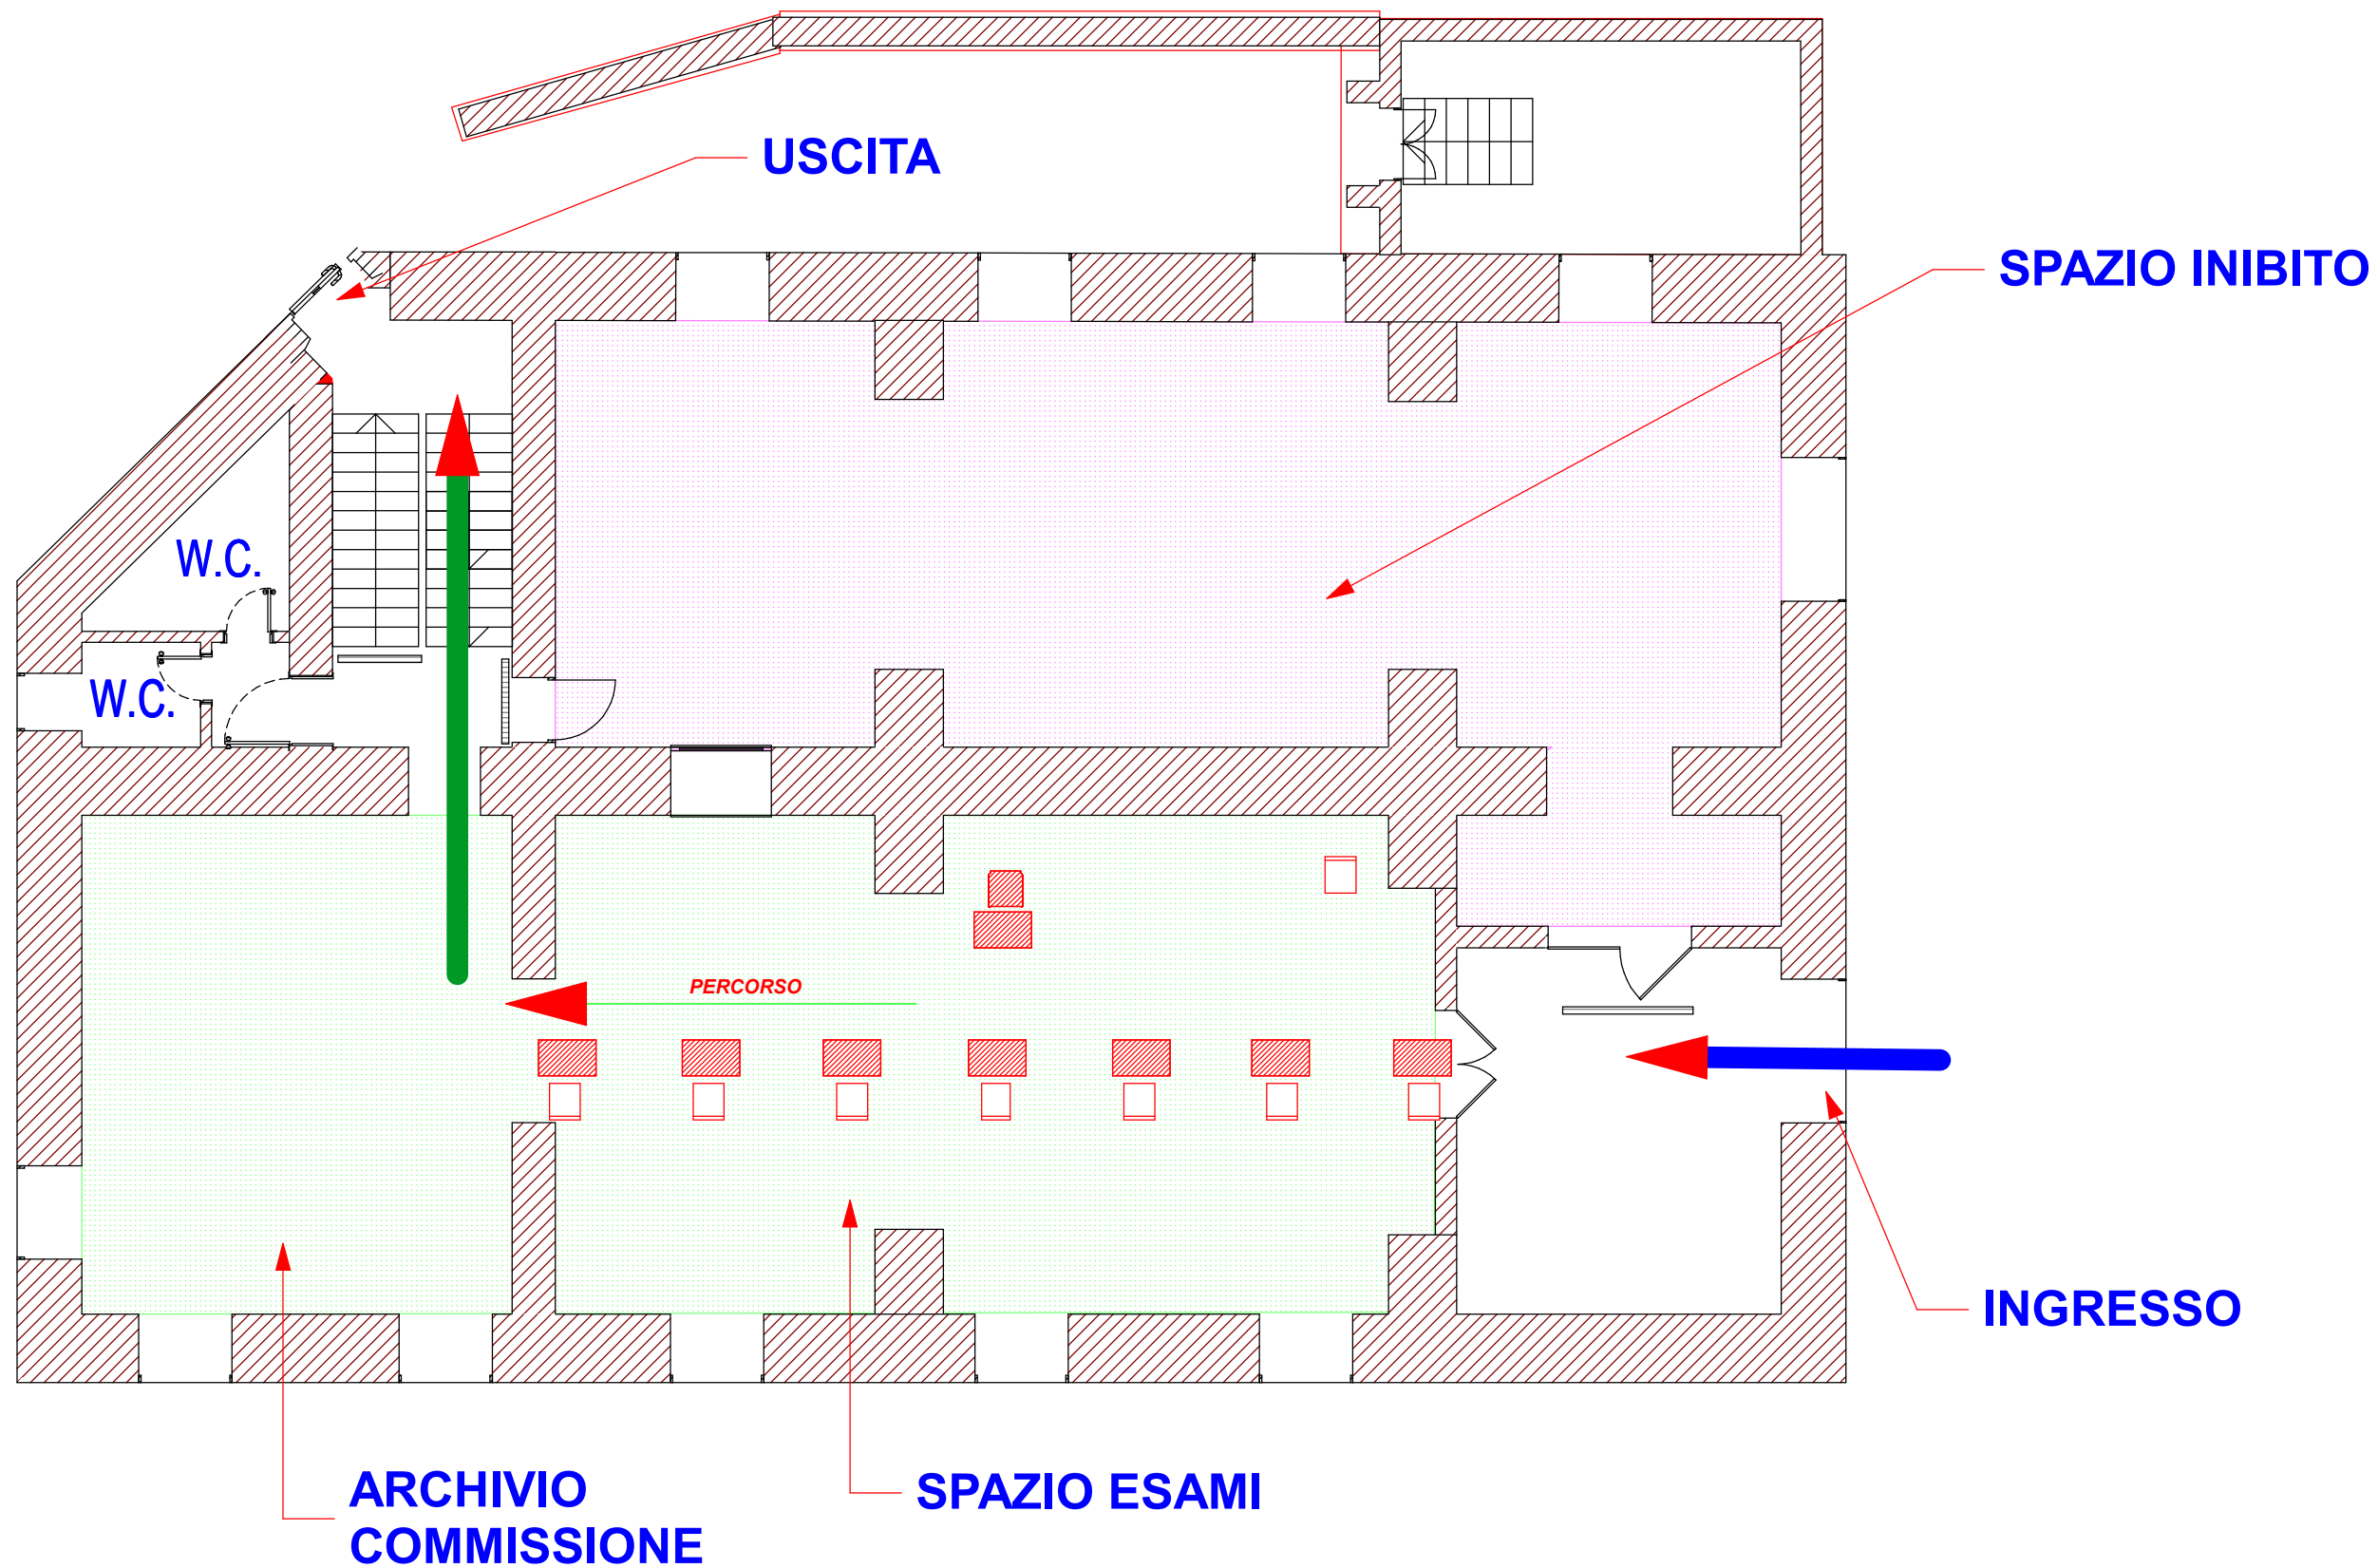 USCITA
SPAZIO INIBITO
W.C.
W.C.
PERCORSO
INGRESSO
ARCHIVIO
COMMISSIONE
SPAZIO ESAMI